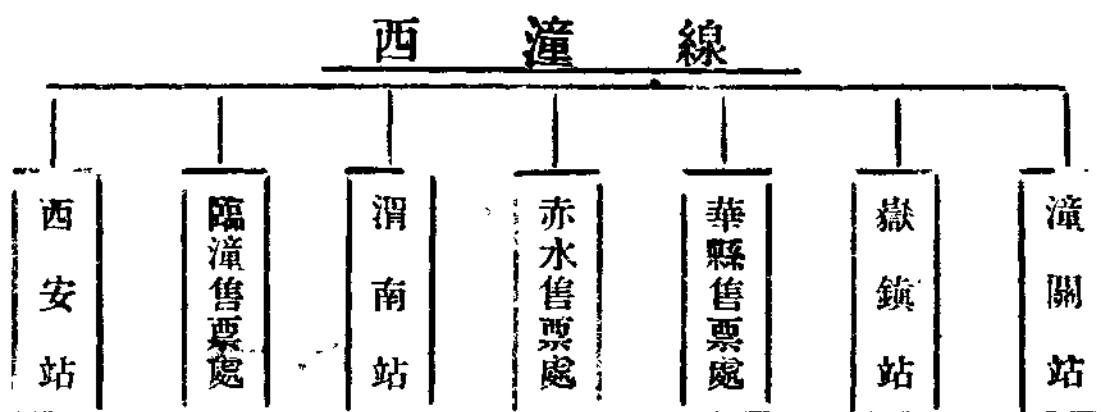 西潼線
西安站
臨潼售票處
渭南站
赤水售票處
華縣售票處
嶽鎮站
潼關站